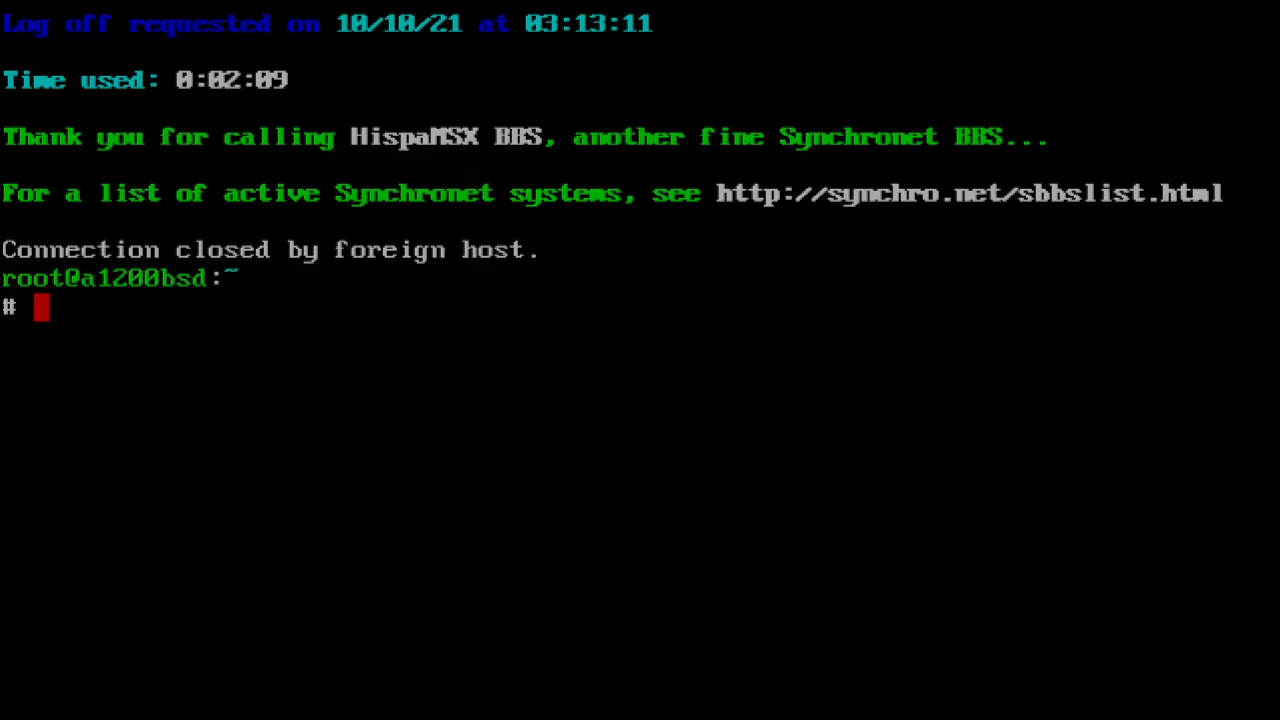 Log off requested on 10/10/21 at 03:13:11
Time used: 0:02:09
Thank you for calling HispaMSX BBS, another fine Synchronet BBS...
For a list of active Synchronet systems, see http://synchro.net/sbbslist.html
Connection closed by foreign host.
root@a1200bsd:~
#